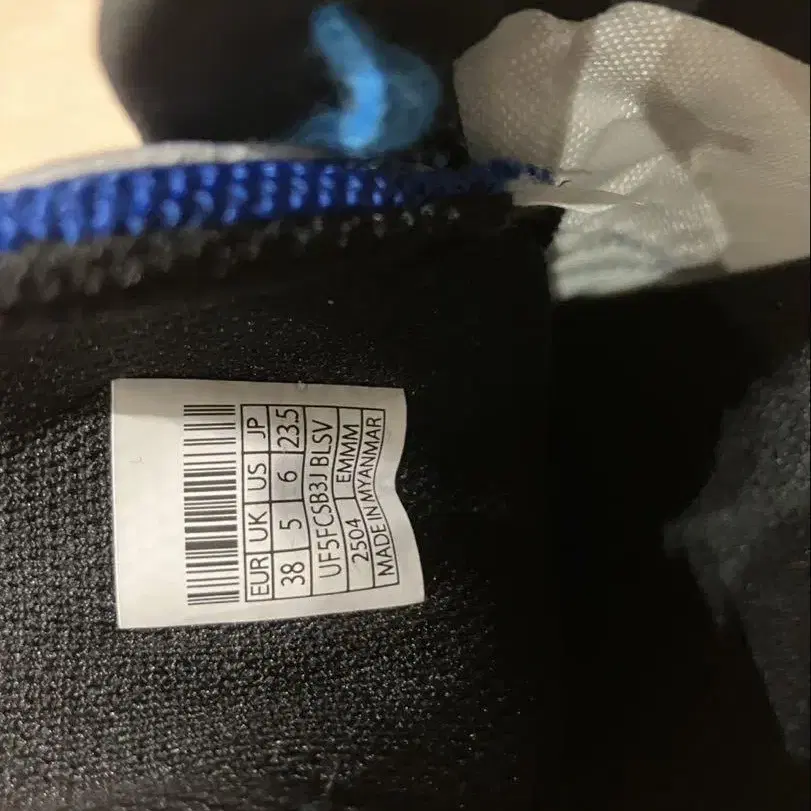 EUR UK US JP
38 5 6 23.5
UF5FCSB3J BLSV
2504 EMMM
MADE IN MYANMAR